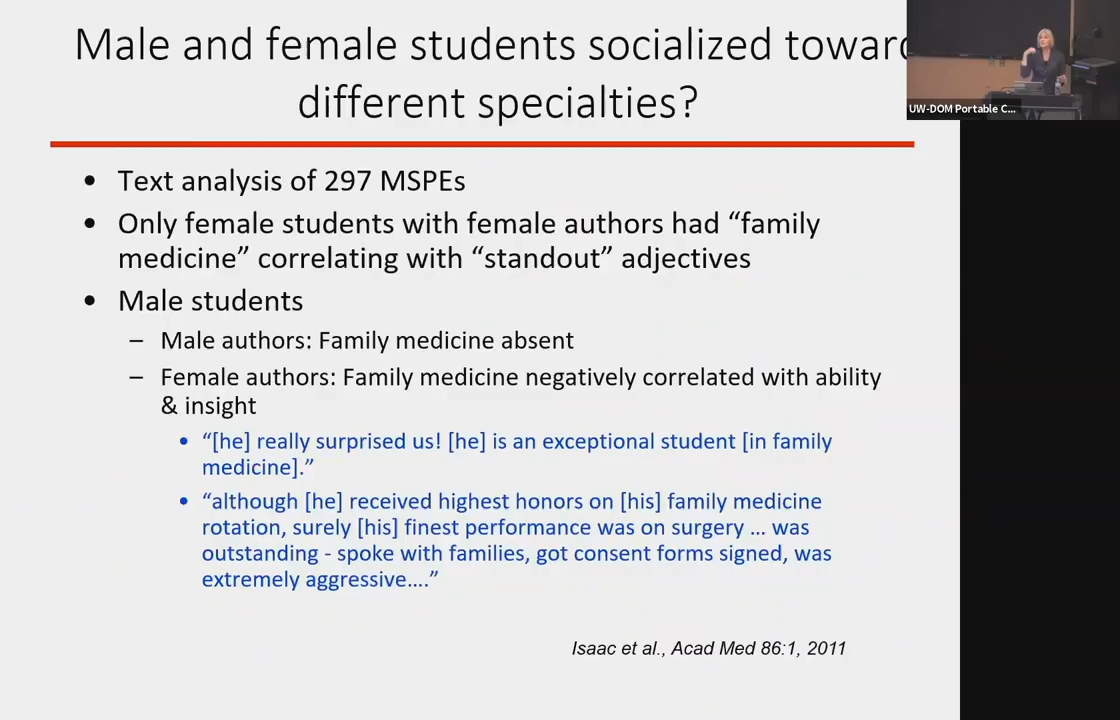 Male and female students socialized toward
different specialties?
UW-DOM Portable C...
• Text analysis of 297 MSPEs
• Only female students with female authors had “family
medicine” correlating with “standout” adjectives
• Male students
– Male authors: Family medicine absent
– Female authors: Family medicine negatively correlated with ability
& insight
• “[he] really surprised us! [he] is an exceptional student [in family
medicine].”
• “although [he] received highest honors on [his] family medicine
rotation, surely [his] finest performance was on surgery … was
outstanding - spoke with families, got consent forms signed, was
extremely aggressive….”
Isaac et al., Acad Med 86:1, 2011